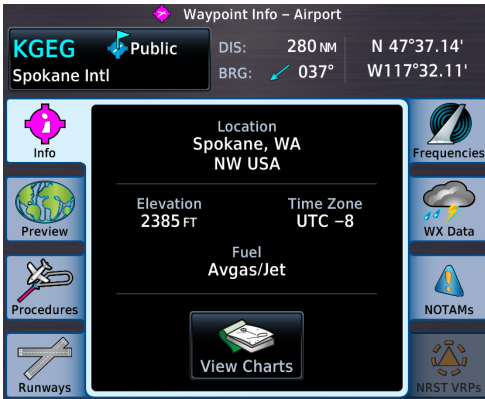 Waypoint Info – Airport
KGEG Public
Spokane Intl
DIS: 280 NM
BRG: 037°
N 47°37.14'
W117°32.11'
Info
Preview
Procedures
Runways
Location
Spokane, WA
NW USA
Elevation
2385 FT
Time Zone
UTC −8
Fuel
Avgas/Jet
View Charts
Frequencies
WX Data
NOTAMs
NRST VRPs